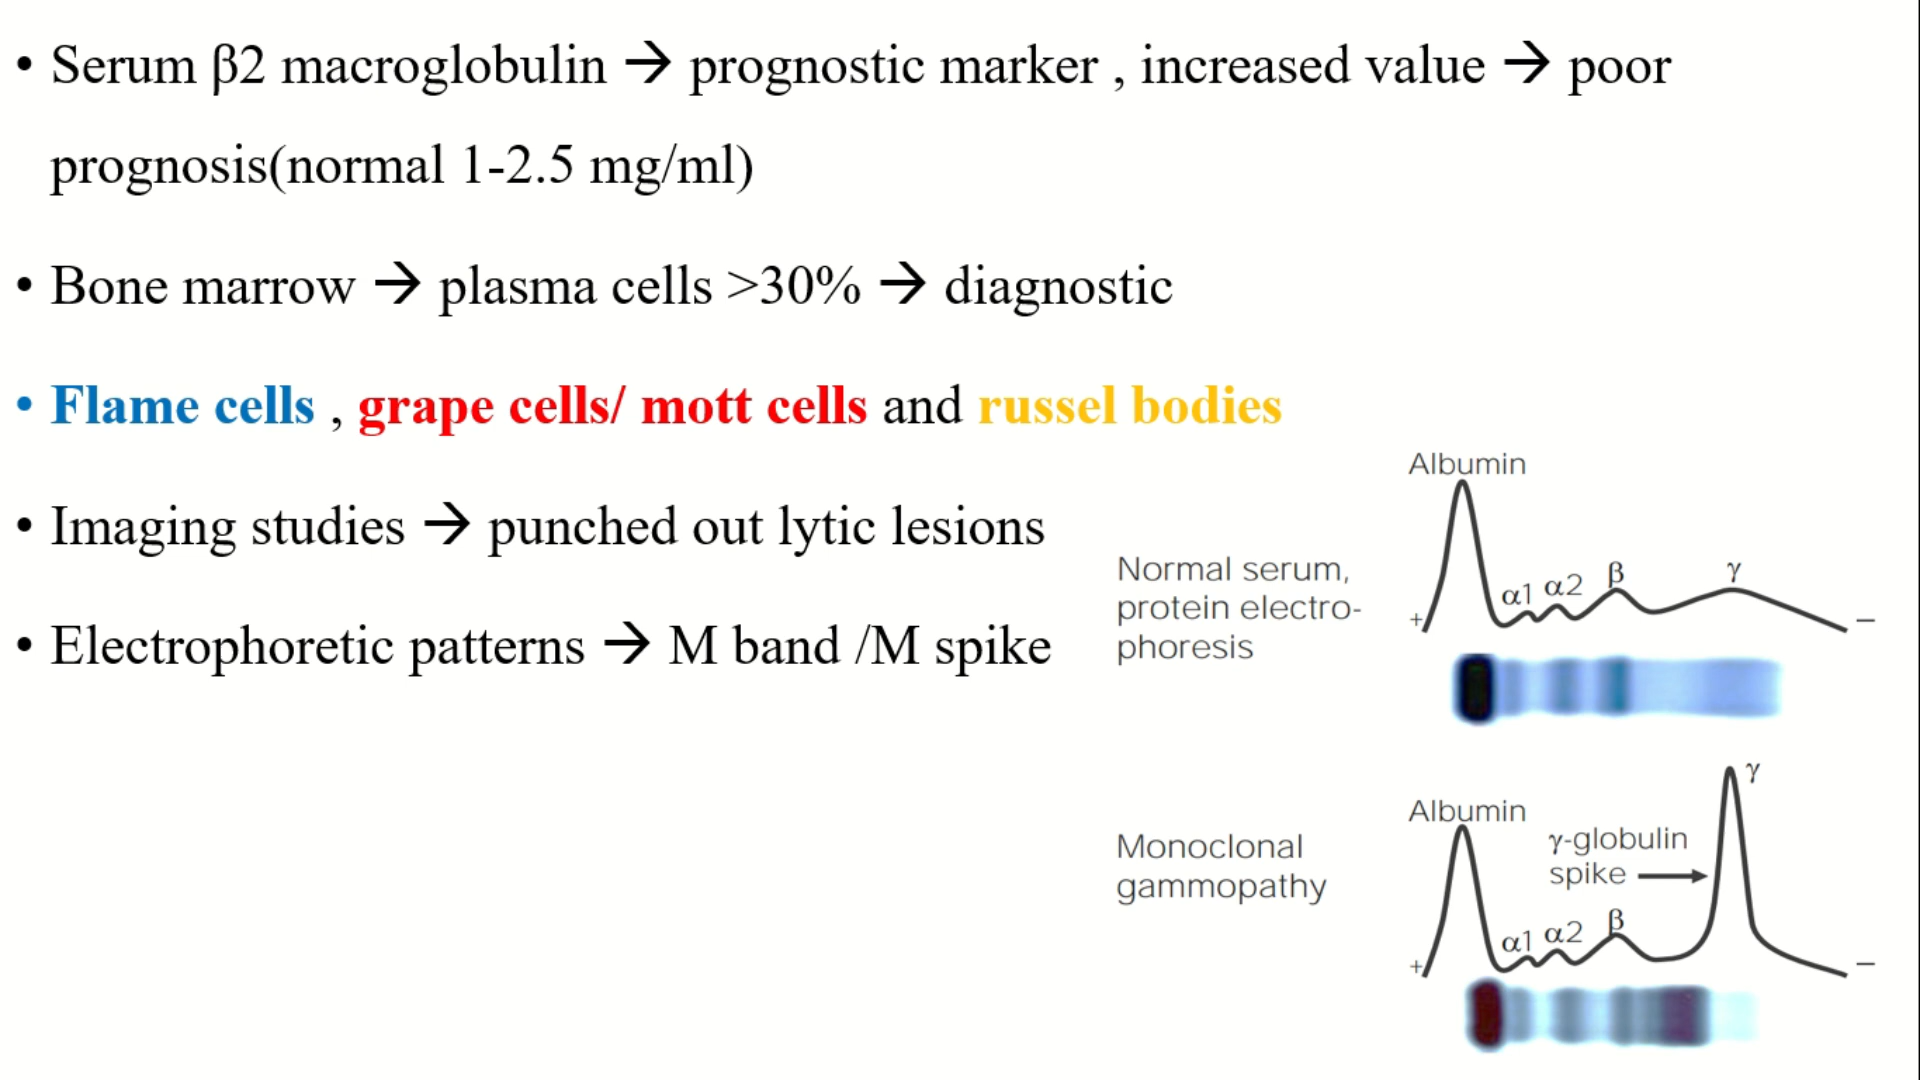 • Serum β2 macroglobulin → prognostic marker , increased value → poor
prognosis(normal 1-2.5 mg/ml)
• Bone marrow → plasma cells >30% → diagnostic
• Flame cells , grape cells/ mott cells and russel bodies
• Imaging studies → punched out lytic lesions
• Electrophoretic patterns → M band /M spike
Normal serum,
protein electro-
phoresis
Albumin
α1 α2 β γ
+ −
Monoclonal
gammopathy
Albumin
γ-globulin
spike
α1 α2 β γ
+ −